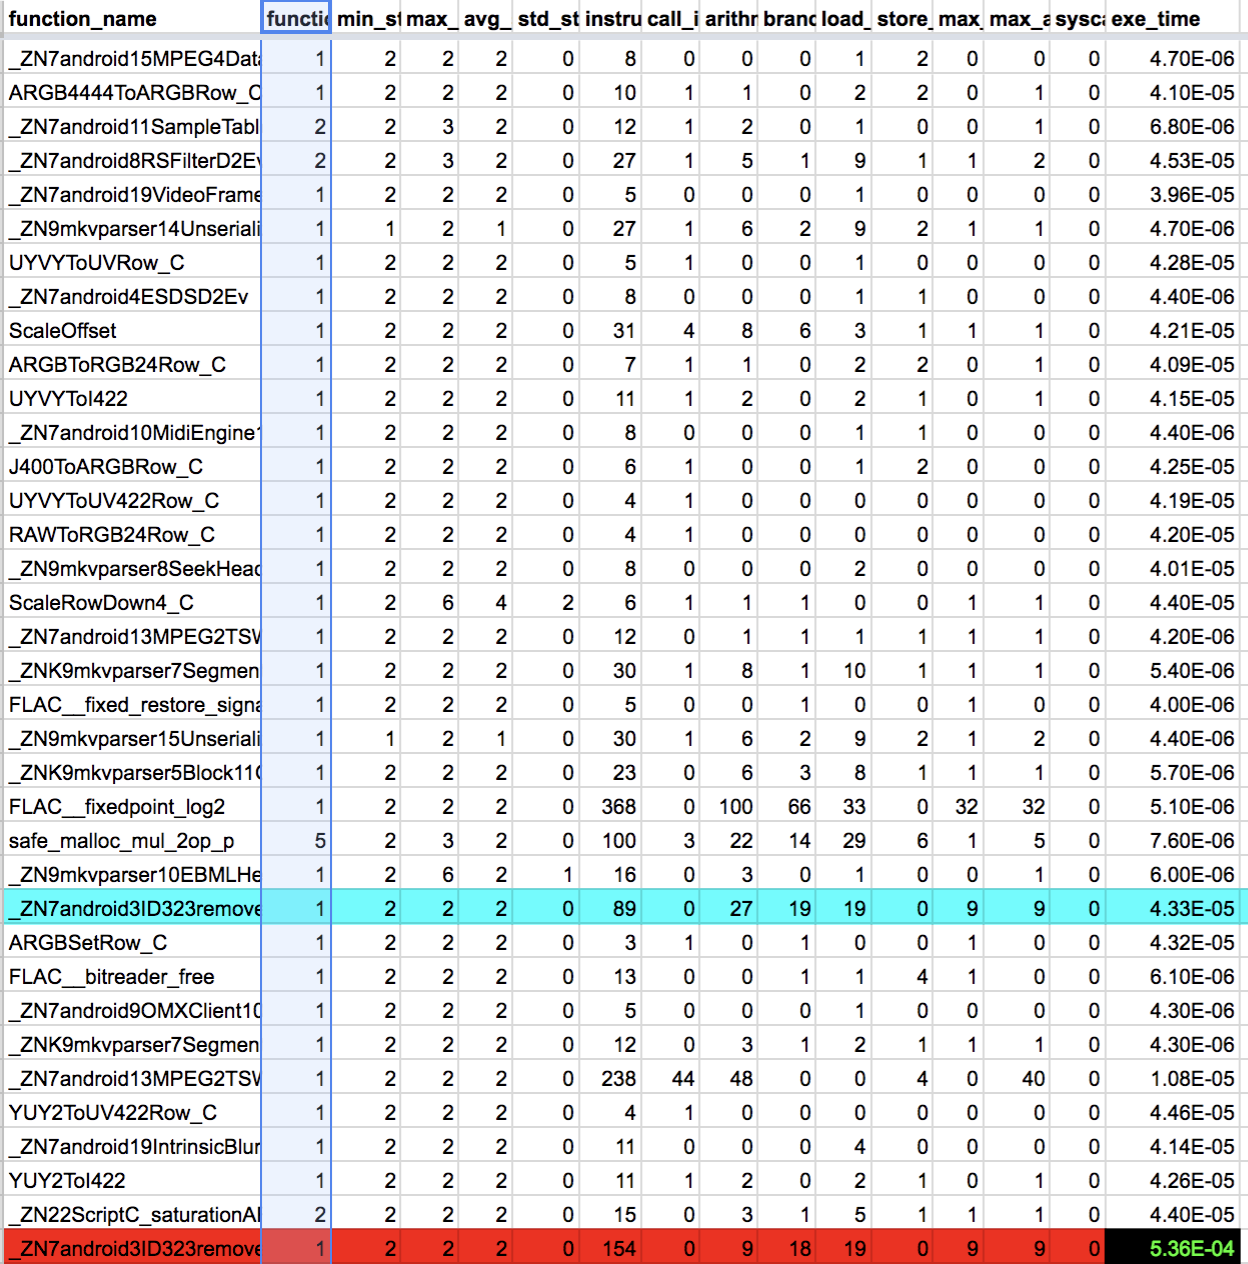 function_name functi min_st max_ avg_ std_st instru call_i arithr branc load_ store_ max_ max_a sysca exe_time
_ZN7android15MPEG4Data 1 2 2 2 0 8 0 0 0 1 2 0 0 0 4.70E-06
ARGB4444ToARGBRow_C 1 2 2 2 0 10 1 1 0 2 2 0 1 0 4.10E-05
_ZN7android11SampleTabl 2 2 3 2 0 12 1 2 0 1 0 0 1 0 6.80E-06
_ZN7android8RSFilterD2Ev 2 2 3 2 0 27 1 5 1 9 1 1 2 0 4.53E-05
_ZN7android19VideoFrame 1 2 2 2 0 5 0 0 0 1 0 0 0 0 3.96E-05
_ZN9mkvparser14Unseriali 1 1 2 1 0 27 1 6 2 9 2 1 1 0 4.70E-06
UYVYToUVRow_C 1 2 2 2 0 5 1 0 0 1 0 0 0 0 4.28E-05
_ZN7android4ESDSD2Ev 1 2 2 2 0 8 0 0 0 1 1 0 0 0 4.40E-06
ScaleOffset 1 2 2 2 0 31 4 8 6 3 1 1 1 0 4.21E-05
ARGBToRGB24Row_C 1 2 2 2 0 7 1 1 0 2 2 0 1 0 4.09E-05
UYVYToI422 1 2 2 2 0 11 1 2 0 2 1 0 1 0 4.15E-05
_ZN7android10MidiEngine1 1 2 2 2 0 8 0 0 0 1 1 0 0 0 4.40E-06
J400ToARGBRow_C 1 2 2 2 0 6 1 0 0 1 2 0 0 0 4.25E-05
UYVYToUV422Row_C 1 2 2 2 0 4 1 0 0 0 0 0 0 0 4.19E-05
RAWToRGB24Row_C 1 2 2 2 0 4 1 0 0 0 0 0 0 0 4.20E-05
_ZN9mkvparser8SeekHead 1 2 2 2 0 8 0 0 0 2 0 0 0 0 4.01E-05
ScaleRowDown4_C 1 2 6 4 2 6 1 1 1 0 0 1 1 0 4.40E-05
_ZN7android13MPEG2TSW 1 2 2 2 0 12 0 1 1 1 1 1 1 0 4.20E-06
_ZNK9mkvparser7Segmen 1 2 2 2 0 30 1 8 1 10 1 1 1 0 5.40E-06
FLAC__fixed_restore_signa 1 2 2 2 0 5 0 0 1 0 0 1 0 0 4.00E-06
_ZN9mkvparser15Unseriali 1 1 2 1 0 30 1 6 2 9 2 1 2 0 4.40E-06
_ZNK9mkvparser5Block11G 1 2 2 2 0 23 0 6 3 8 1 1 1 0 5.70E-06
FLAC__fixedpoint_log2 1 2 2 2 0 368 0 100 66 33 0 32 32 0 5.10E-06
safe_malloc_mul_2op_p 5 2 3 2 0 100 3 22 14 29 6 1 5 0 7.60E-06
_ZN9mkvparser10EBMLHe 1 2 6 2 1 16 0 3 0 1 0 0 1 0 6.00E-06
_ZN7android3ID323remove 1 2 2 2 0 89 0 27 19 19 0 9 9 0 4.33E-05
ARGBSetRow_C 1 2 2 2 0 3 1 0 1 0 0 1 0 0 4.32E-05
FLAC__bitreader_free 1 2 2 2 0 13 0 0 1 1 4 1 0 0 6.10E-06
_ZN7android9OMXClient10 1 2 2 2 0 5 0 0 0 1 0 0 0 0 4.30E-06
_ZNK9mkvparser7Segmen 1 2 2 2 0 12 0 3 1 2 1 1 1 0 4.30E-06
_ZN7android13MPEG2TSW 1 2 2 2 0 238 44 48 0 0 4 0 40 0 1.08E-05
YUY2ToUV422Row_C 1 2 2 2 0 4 1 0 0 0 0 0 0 0 4.46E-05
_ZN7android19IntrinsicBlur 1 2 2 2 0 11 0 0 0 4 0 0 0 0 4.14E-05
YUY2ToI422 1 2 2 2 0 11 1 2 0 2 1 0 1 0 4.26E-05
_ZN22ScriptC_saturationAl 2 2 2 2 0 15 0 3 1 5 1 1 1 0 4.40E-05
_ZN7android3ID323remove 1 2 2 2 0 154 0 9 18 19 0 9 9 0 5.36E-04